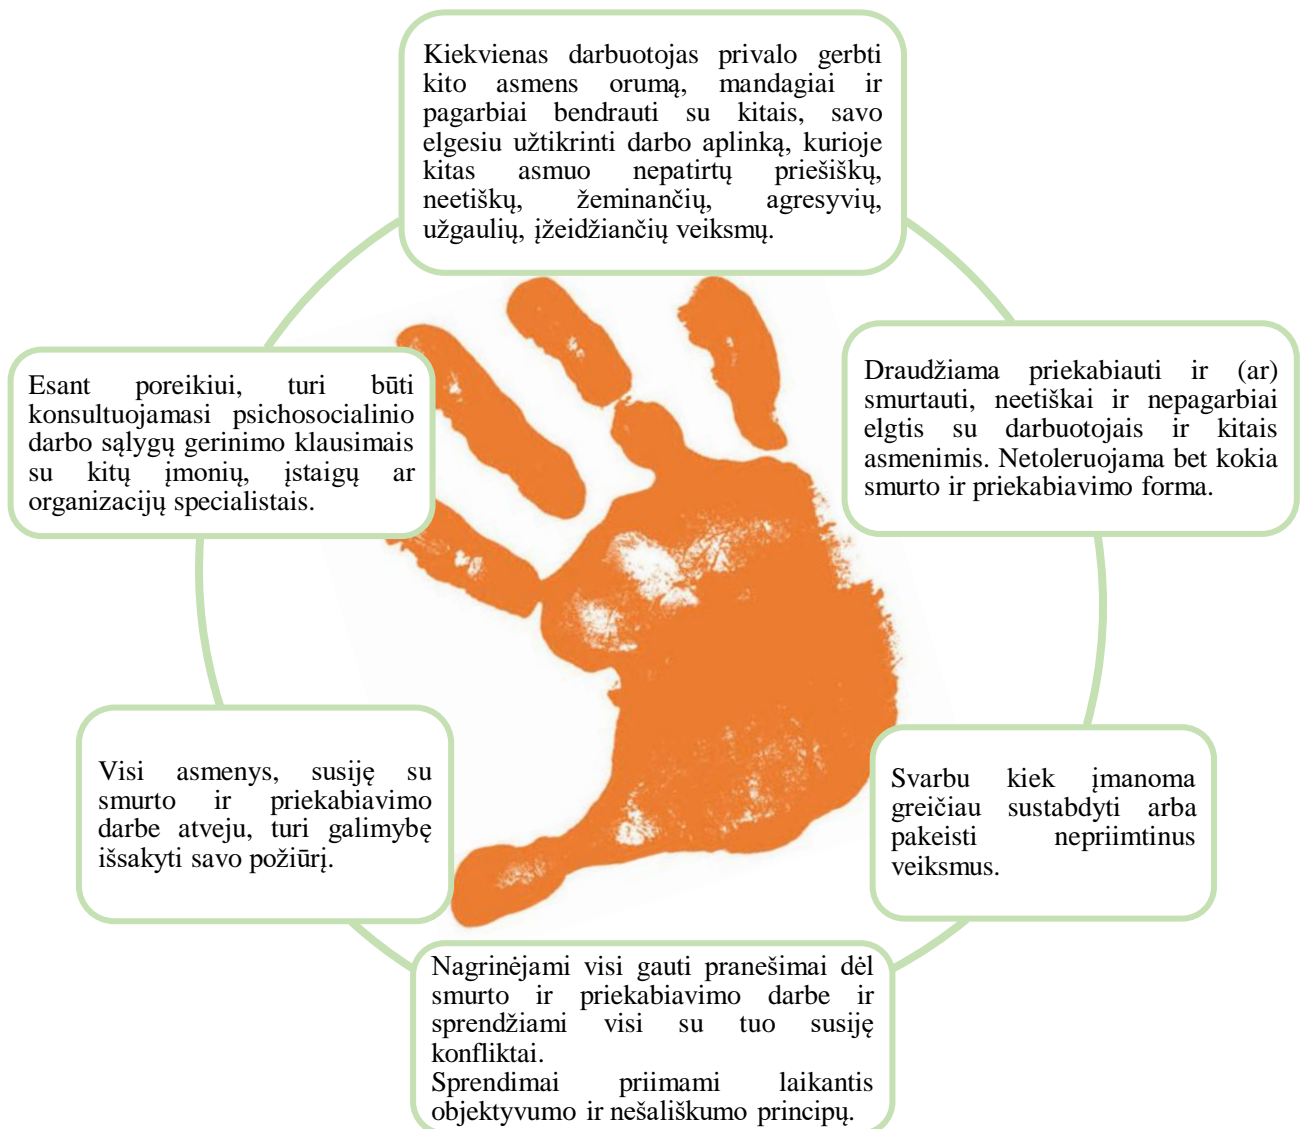 Kiekvienas darbuotojas privalo gerbti
kito asmens orumą, mandagiai ir
pagarbiai bendrauti su kitais, savo
elgesiu užtikrinti darbo aplinką, kurioje
kitas asmuo nepatirtų priešiškų,
neetiškų, žeminančių, agresyvių,
užgaulių, įžeidžiančių veiksmų.
Draudžiama priekabiauti ir (ar)
smurtauti, neetiškai ir nepagarbiai
elgtis su darbuotojais ir kitais
asmenimis. Netoleruojama bet kokia
smurto ir priekabiavimo forma.
Svarbu kiek įmanoma
greičiau sustabdyti arba
pakeisti nepriimtinus
veiksmus.
Nagrinėjami visi gauti pranešimai dėl
smurto ir priekabiavimo darbe ir
sprendžiami visi su tuo susiję
konfliktai.
Sprendimai priimami laikantis
objektyvumo ir nešališkumo principų.
Visi asmenys, susiję su
smurto ir priekabiavimo
darbe atveju, turi galimybę
išsakyti savo požiūrį.
Esant poreikiui, turi būti
konsultuojamasi psichosocialinio
darbo sąlygų gerinimo klausimais
su kitų įmonių, įstaigų ar
organizacijų specialistais.